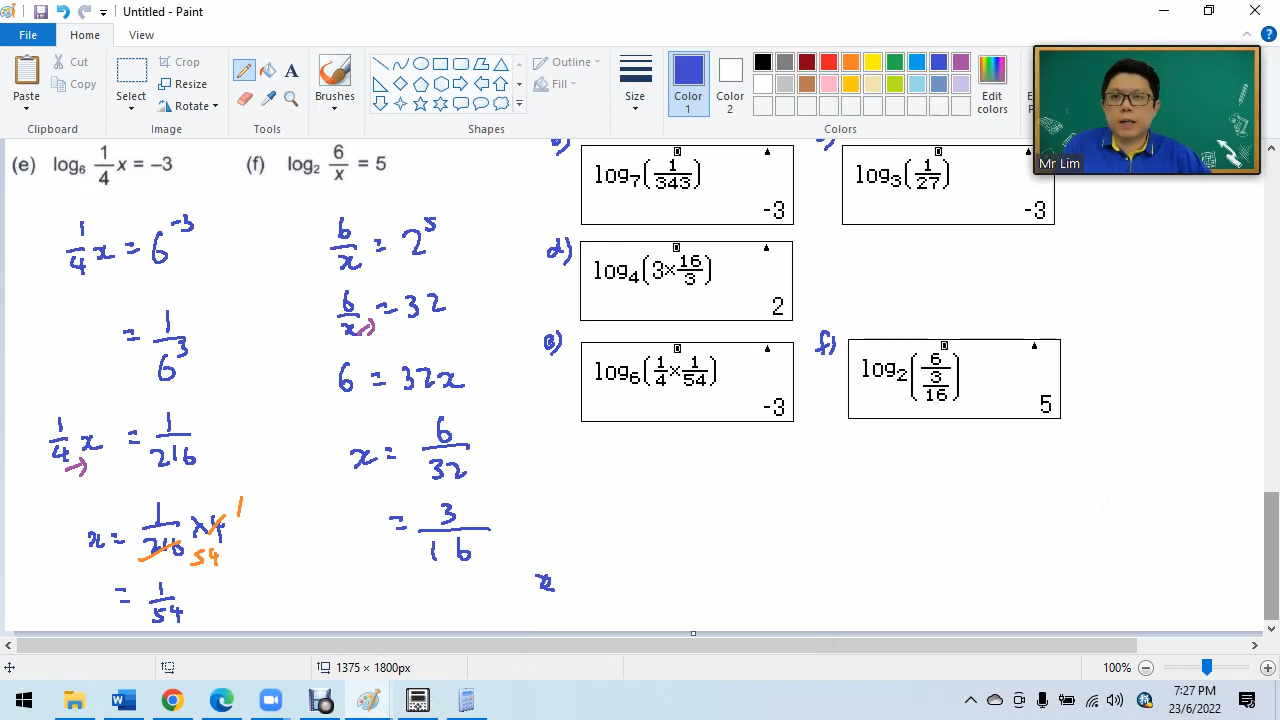 Untitled - Paint
File Home View
Paste Cut Copy Clipboard
Select Crop Resize Rotate Image
Tools
Brushes
Outline Fill Shapes
Size
Color 1 Color 2
Edit colors
Colors
Mr Lim
(e) log₆ 1/4 x = −3 (f) log₂ 6/x = 5
1/4 x = 6⁻³
= 1/6³
1/4 x = 1/216
x = 1/216 × 4 1
54
= 1/54
6/x = 2⁵
6/x = 32
6 = 32x
x = 6/32
= 3/16
x
log₇(1/343)
-3
log₃(1/27)
-3
d) log₄(3×16/3)
2
e) log₆(1/4×1/54)
-3
f) log₂(6/(3/16))
5
1375 × 1800px
100%
7:27 PM
23/6/2022